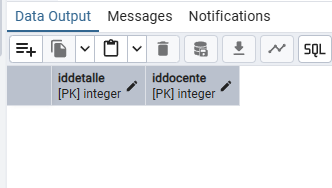 Data Output Messages Notifications
SQL
iddetalle iddocente
[PK] integer [PK] integer